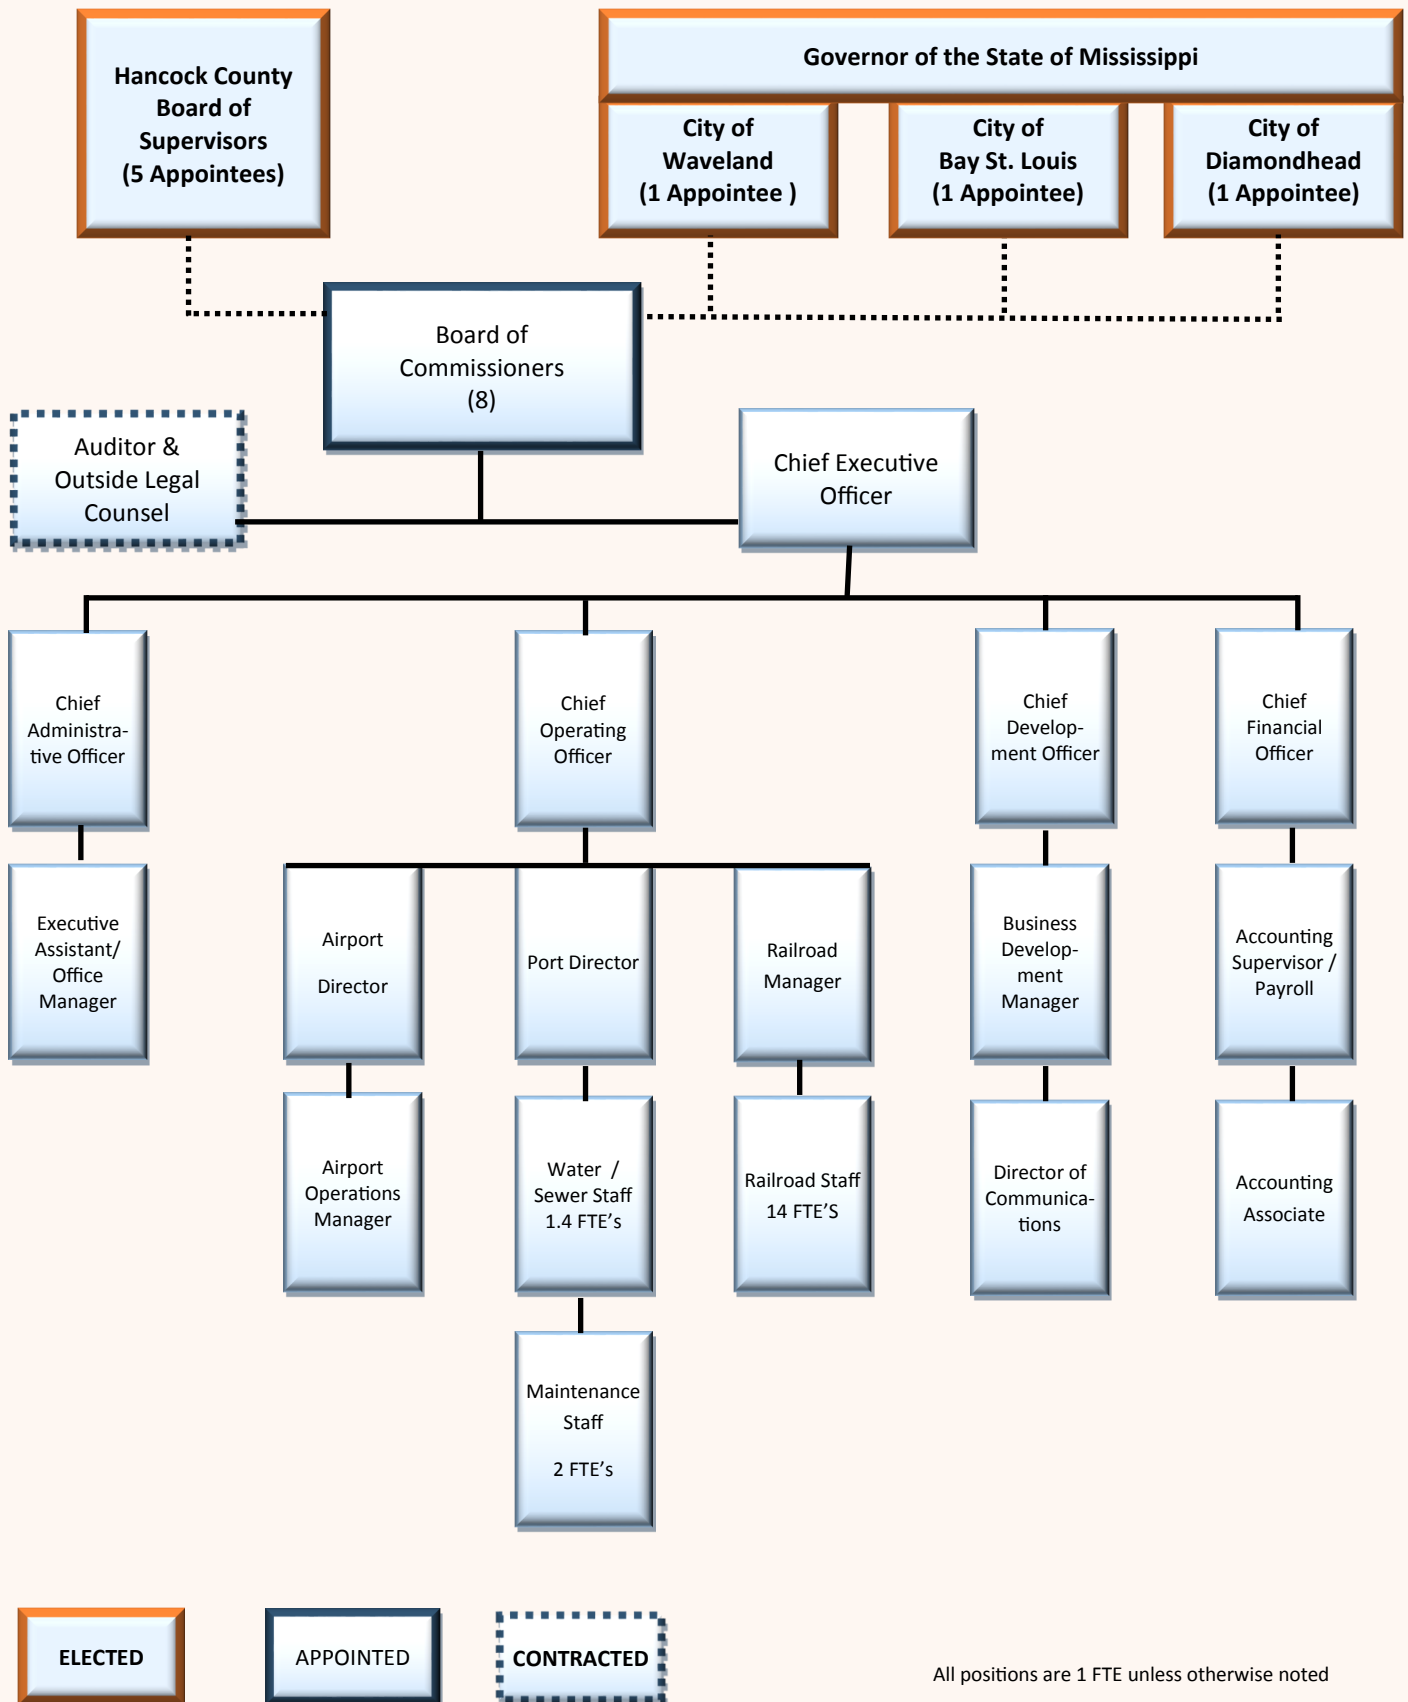 Hancock County
Board of
Supervisors
(5 Appointees)
Governor of the State of Mississippi
City of
Waveland
(1 Appointee )
City of
Bay St. Louis
(1 Appointee)
City of
Diamondhead
(1 Appointee)
Board of
Commissioners
(8)
Auditor &
Outside Legal
Counsel
Chief Executive
Officer
Chief
Administra-
tive Officer
Chief
Operating
Officer
Chief
Develop-
ment Officer
Chief
Financial
Officer
Executive
Assistant/
Office
Manager
Airport
Director
Port Director
Railroad
Manager
Business
Develop-
ment
Manager
Accounting
Supervisor /
Payroll
Airport
Operations
Manager
Water /
Sewer Staff
1.4 FTE's
Railroad Staff
14 FTE'S
Director of
Communica-
tions
Accounting
Associate
Maintenance
Staff
2 FTE's
ELECTED
APPOINTED
CONTRACTED
All positions are 1 FTE unless otherwise noted